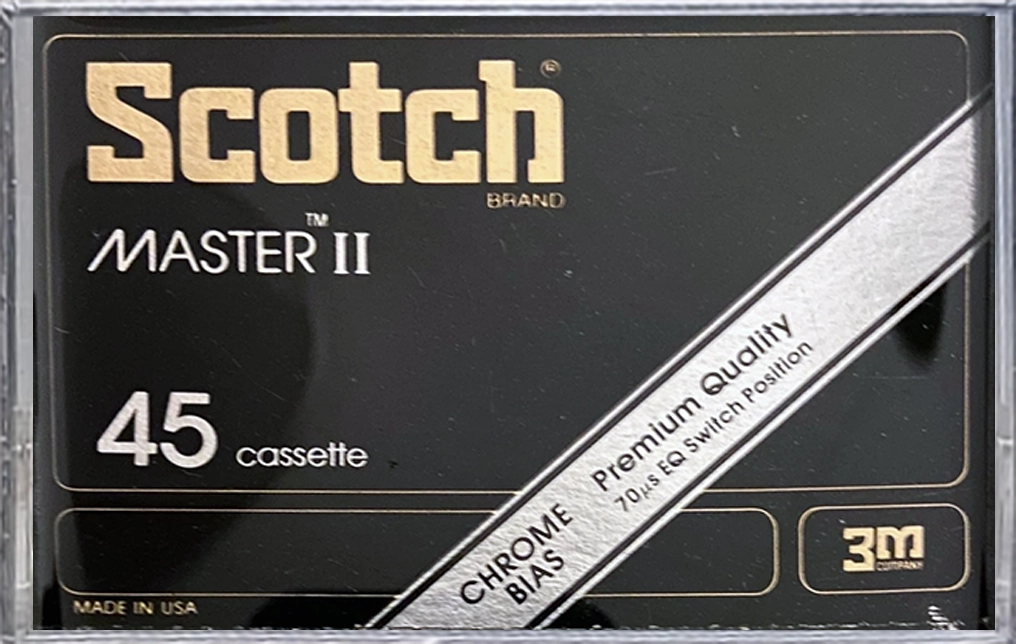 Scotch®
BRAND
MASTER™ II
45 cassette
Premium Quality
70µs EQ Switch Position
CHROME
BIAS
3M
COMPANY
MADE IN USA